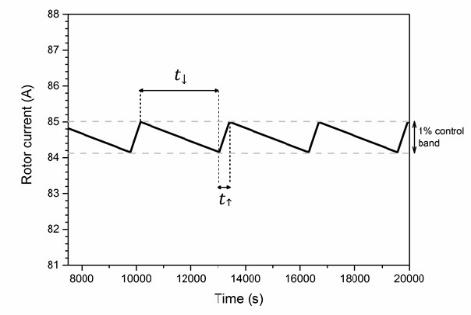 88
87
86
85
84
83
82
81
Rotor current (A)
t↓
t↑
1% control
band
8000 10000 12000 14000 16000 18000 20000
Time (s)